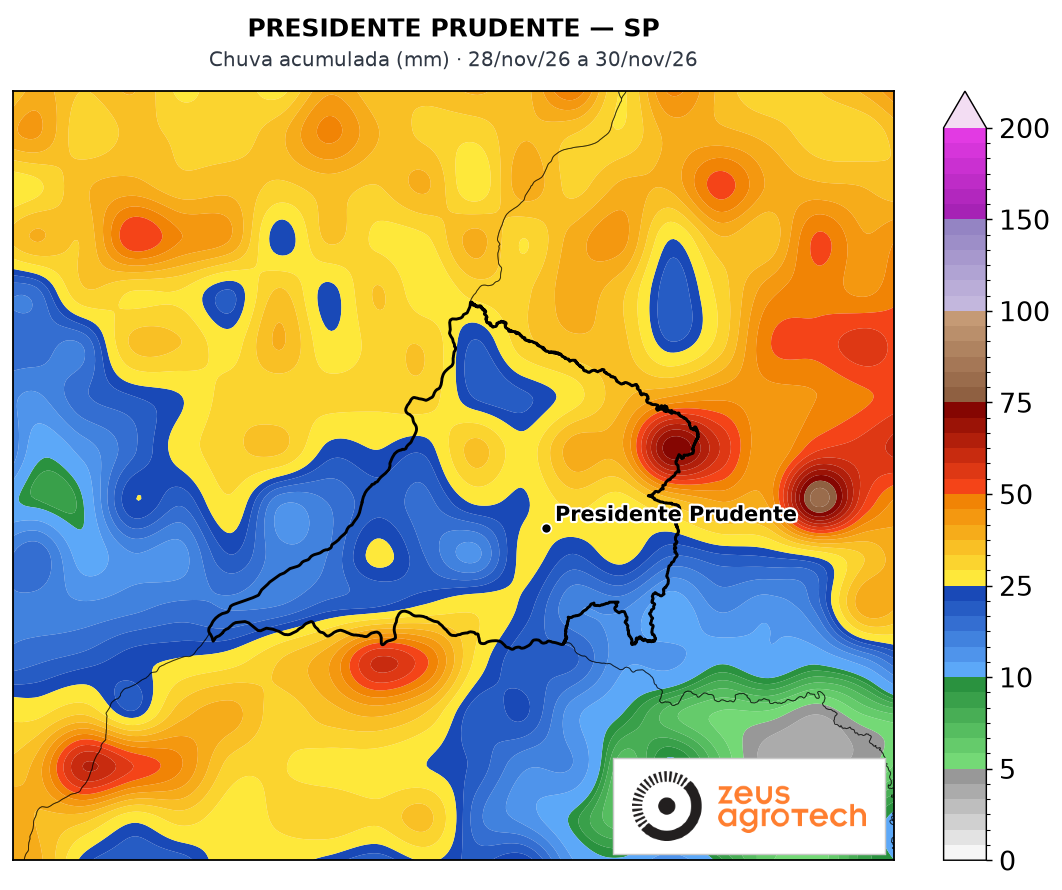 PRESIDENTE PRUDENTE — SP
Chuva acumulada (mm) · 28/nov/26 a 30/nov/26
200
150
100
75
50
25
10
5
0
Presidente Prudente
zeus
agrotech